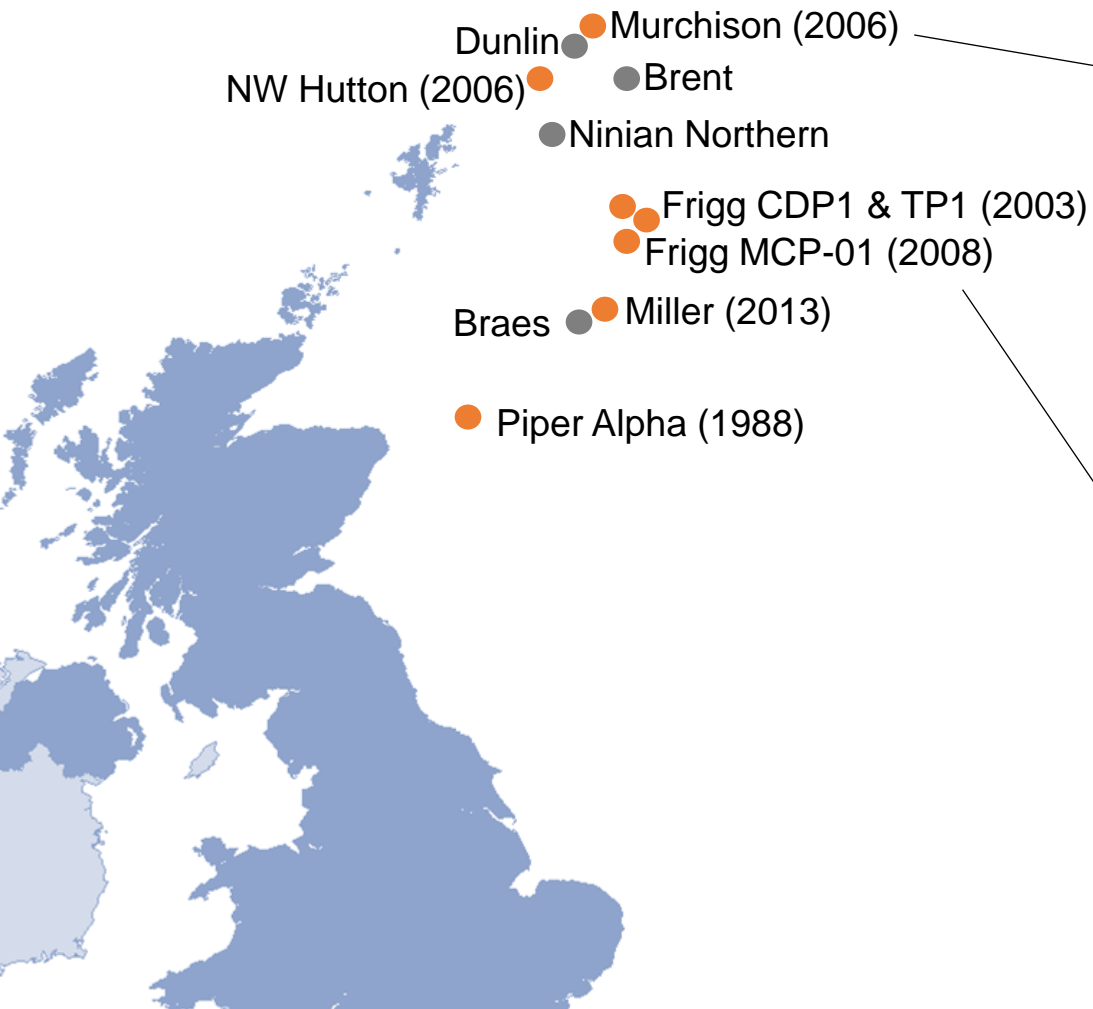 Murchison (2006)
Dunlin
Brent
NW Hutton (2006)
Ninian Northern
Frigg CDP1 & TP1 (2003)
Frigg MCP-01 (2008)
Miller (2013)
Braes
Piper Alpha (1988)